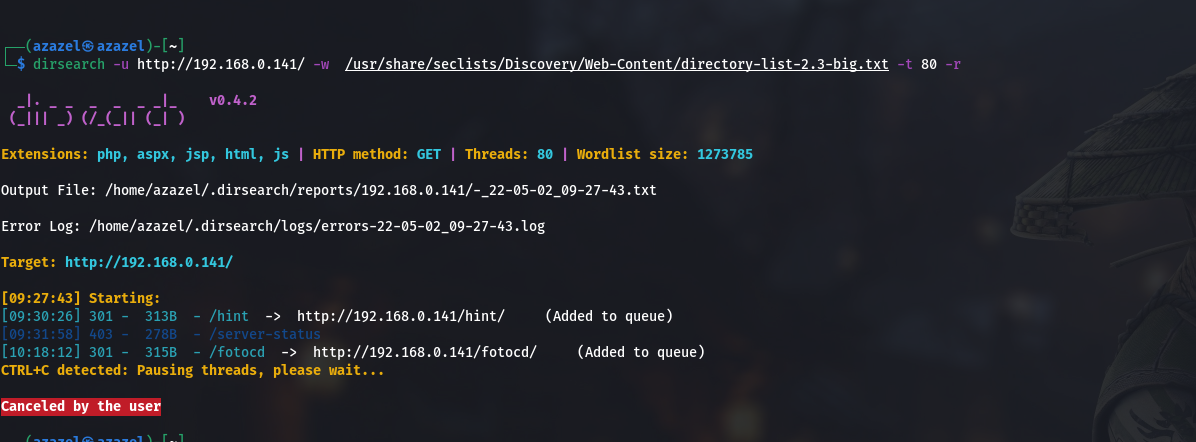 ┌──(azazel㉿azazel)-[~]
└─$ dirsearch -u http://192.168.0.141/ -w  /usr/share/seclists/Discovery/Web-Content/directory-list-2.3-big.txt -t 80 -r
  _|. _ _  _  _  _ _|_    v0.4.2
 (_||| _) (/_(_|| (_| )
Extensions: php, aspx, jsp, html, js | HTTP method: GET | Threads: 80 | Wordlist size: 1273785
Output File: /home/azazel/.dirsearch/reports/192.168.0.141/-_22-05-02_09-27-43.txt
Error Log: /home/azazel/.dirsearch/logs/errors-22-05-02_09-27-43.log
Target: http://192.168.0.141/
[09:27:43] Starting:
[09:30:26] 301 -  313B  - /hint  ->  http://192.168.0.141/hint/     (Added to queue)
[09:31:58] 403 -  278B  - /server-status
[10:18:12] 301 -  315B  - /fotocd  ->  http://192.168.0.141/fotocd/     (Added to queue)
CTRL+C detected: Pausing threads, please wait...
Canceled by the user
┌──(azazel㉿azazel)-[~]